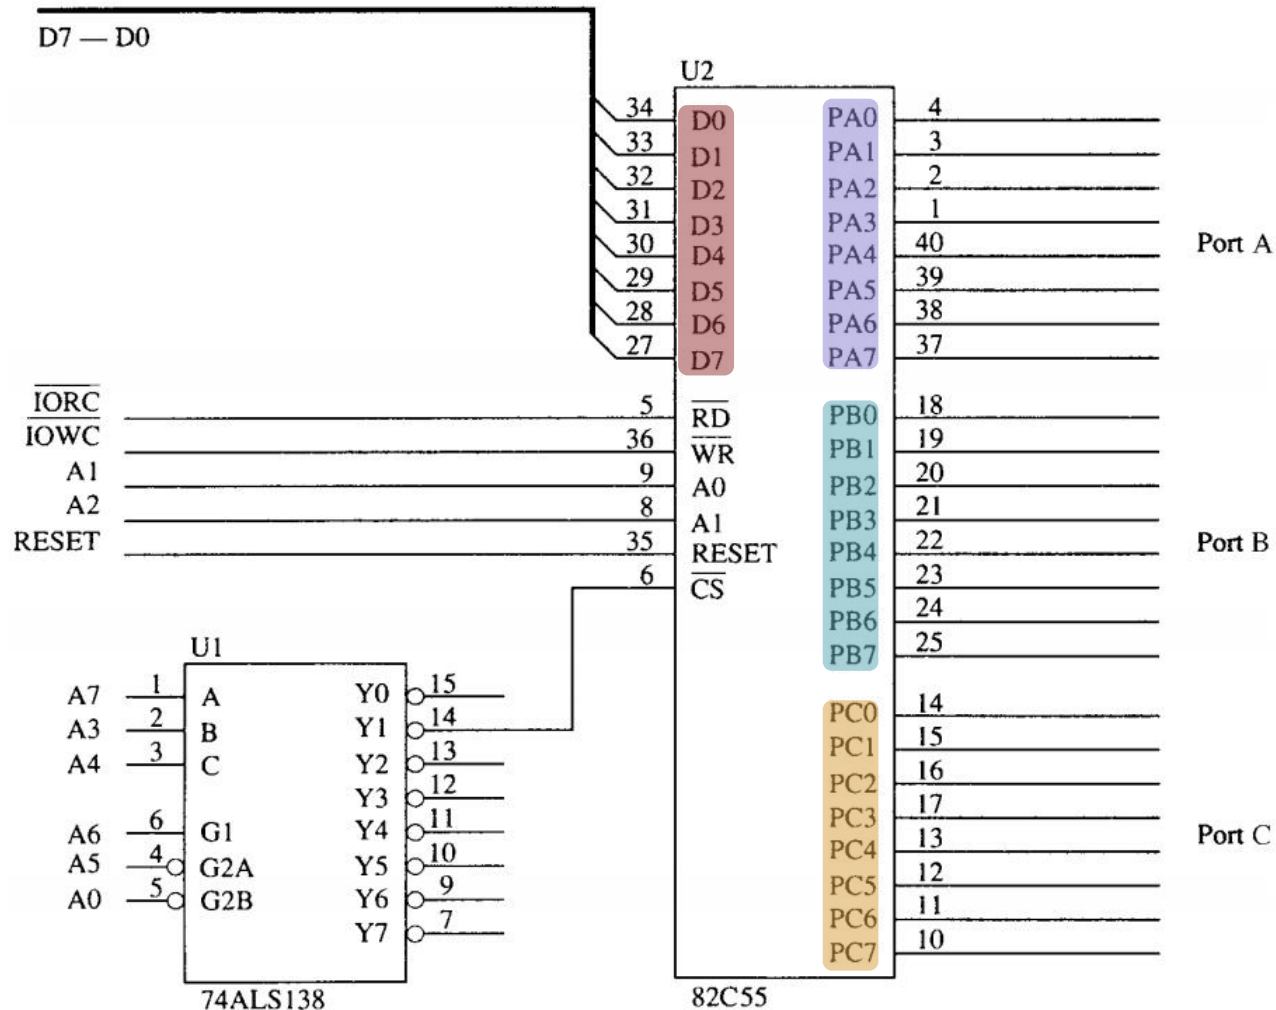 D7 — D0
U2
34 D0 PA0 4
33 D1 PA1 3
32 D2 PA2 2
31 D3 PA3 1
30 D4 PA4 40
29 D5 PA5 39
28 D6 PA6 38
27 D7 PA7 37
Port A
IORC 5 RD PB0 18
IOWC 36 WR PB1 19
A1 9 A0 PB2 20
A2 8 A1 PB3 21
RESET 35 RESET PB4 22
6 CS PB5 23
PB6 24
PB7 25
Port B
U1
A7 1 A Y0 15
A3 2 B Y1 14
A4 3 C Y2 13
Y3 12
A6 6 G1 Y4 11
A5 4 G2A Y5 10
A0 5 G2B Y6 9
Y7 7
74ALS138
PC0 14
PC1 15
PC2 16
PC3 17
PC4 13
PC5 12
PC6 11
PC7 10
Port C
82C55